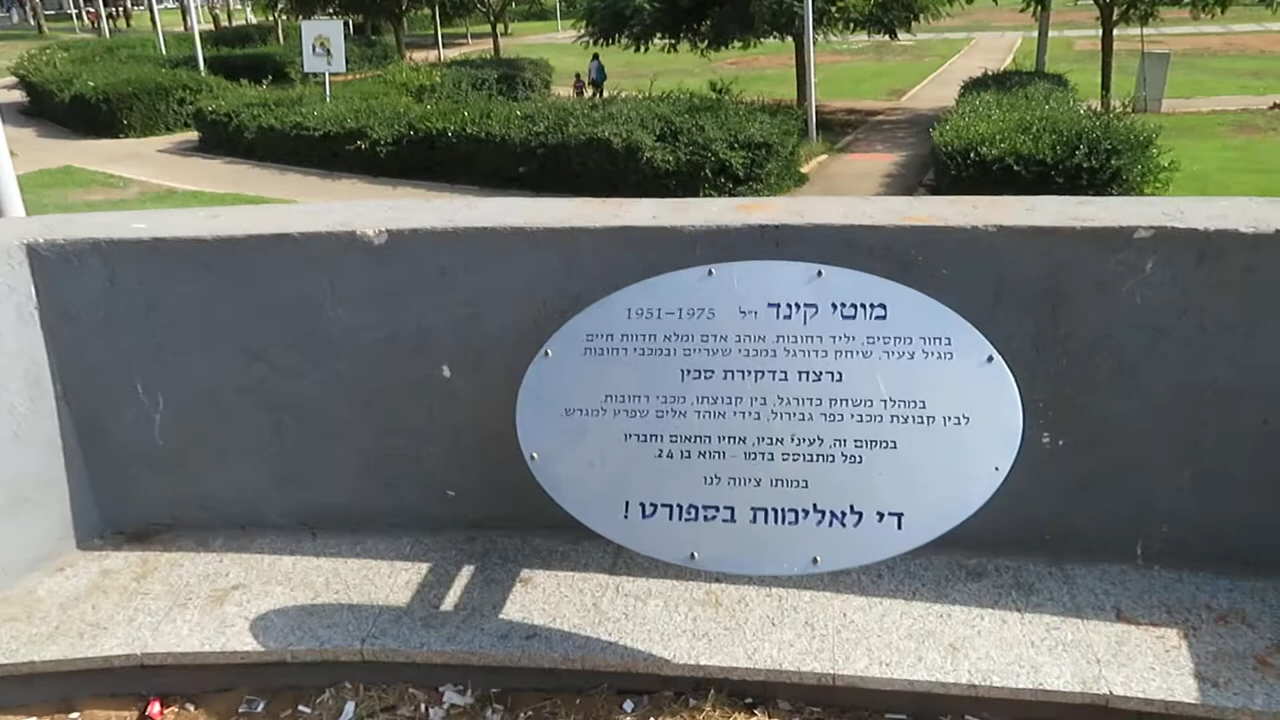 מוטי קינד ז"ל 1951-1975
בחור מקסים, יליד רחובות. אוהב אדם ומלא חדוות חיים.
מגיל צעיר, שיחק כדורגל במכבי שעריים ובמכבי רחובות.
נרצח בדקירת סכין
במהלך משחק כדורגל, בין קבוצתו, מכבי רחובות,
לבין קבוצת מכבי כפר גבירול, בידי אוהד אלים שפרץ למגרש.
במקום זה, לעיני אביו, אחיו התאום וחבריו
נפל מתבוסס בדמו - והוא בן 24.
במותו ציווה לנו
די לאלימות בספורט !